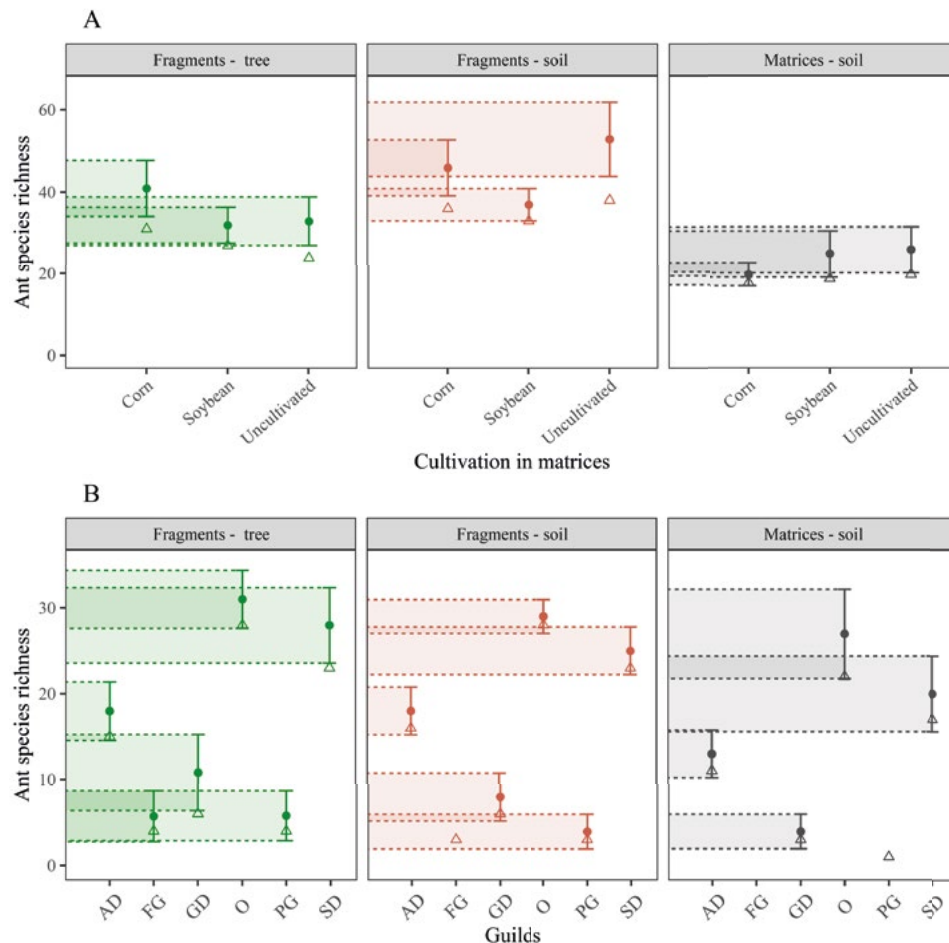 A
Fragments - tree
Fragments - soil
Matrices - soil
Ant species richness
60
40
20
0
Corn
Soybean
Uncultivated
Corn
Soybean
Uncultivated
Corn
Soybean
Uncultivated
Cultivation in matrices
B
Fragments - tree
Fragments - soil
Matrices - soil
Ant species richness
30
20
10
0
AD
FG
GD
O
PG
SD
AD
FG
GD
O
PG
SD
AD
FG
GD
O
PG
SD
Guilds